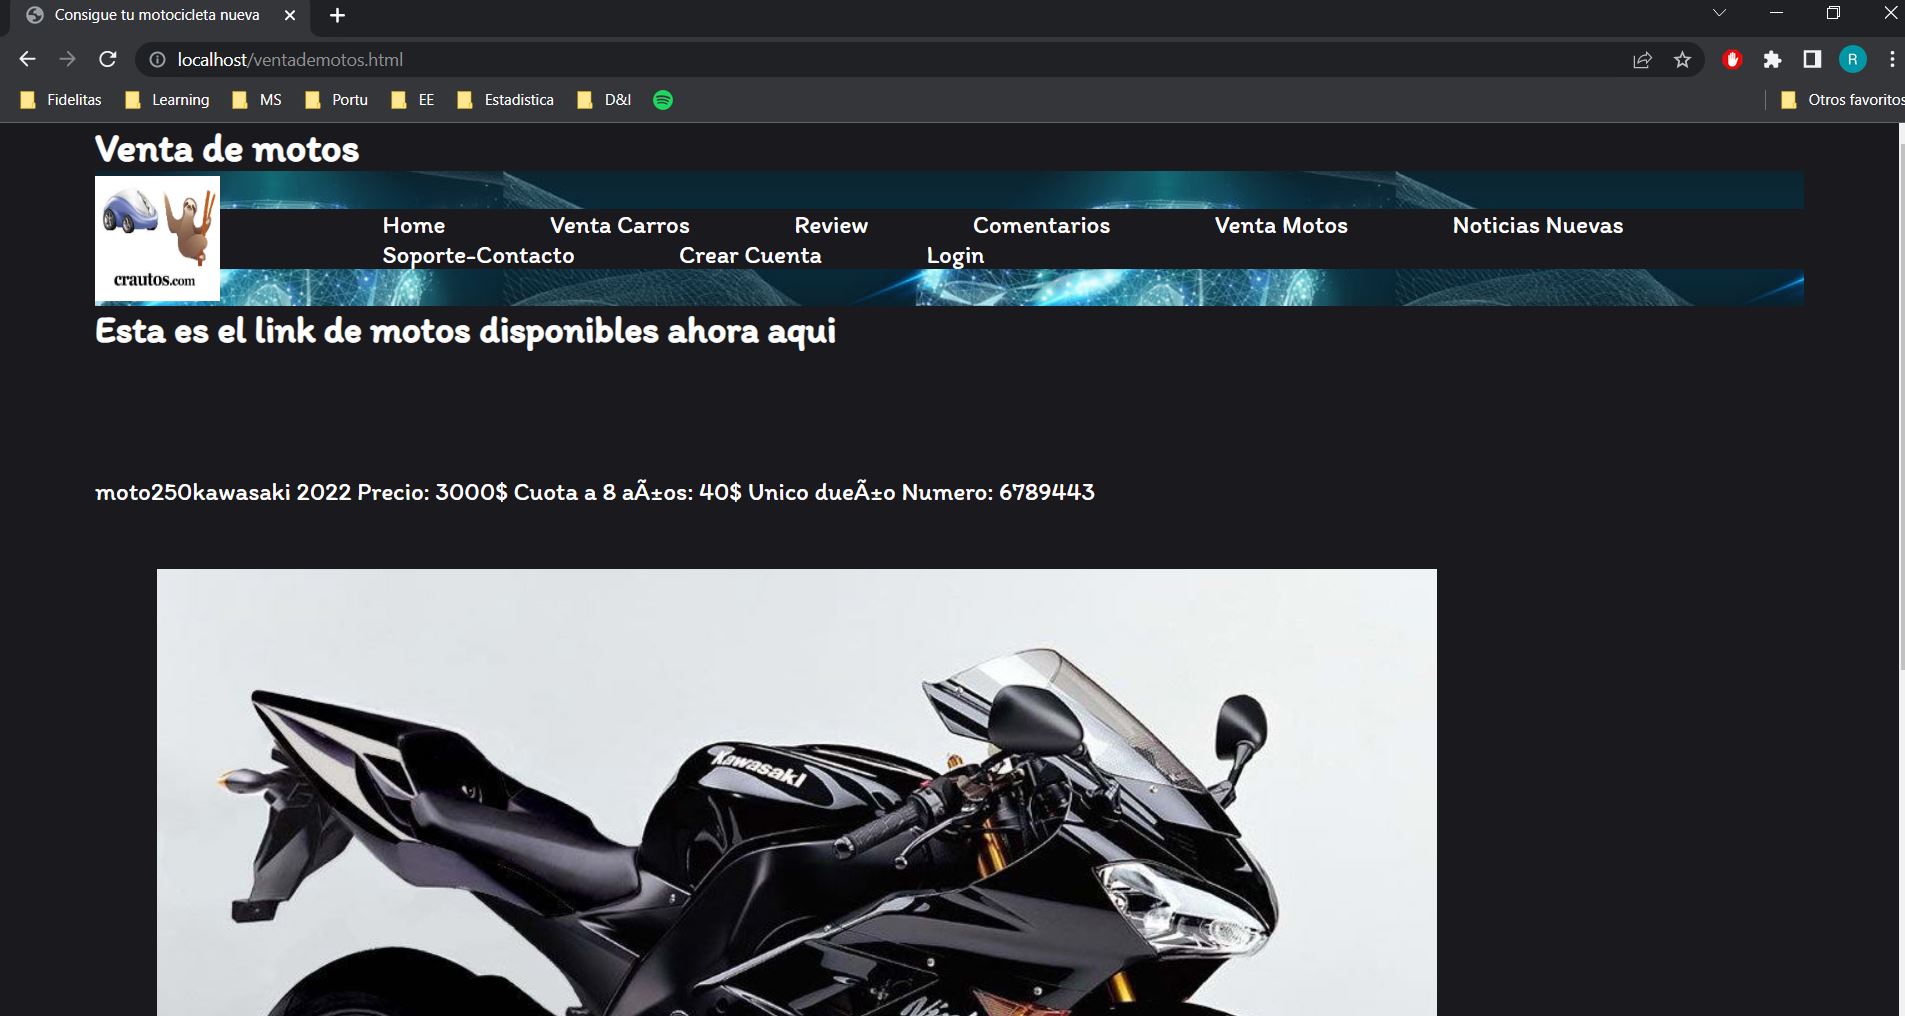 Consigue tu motocicleta nueva
localhost/ventademotos.html
R
Fidelitas Learning MS Portu EE Estadistica D&I Otros favoritos
Venta de motos
crautos.com
Home Venta Carros Review Comentarios Venta Motos Noticias Nuevas
Soporte-Contacto Crear Cuenta Login
Esta es el link de motos disponibles ahora aqui
moto250kawasaki 2022 Precio: 3000$ Cuota a 8 aÃ±os: 40$ Unico dueÃ±o Numero: 6789443
Kawasaki